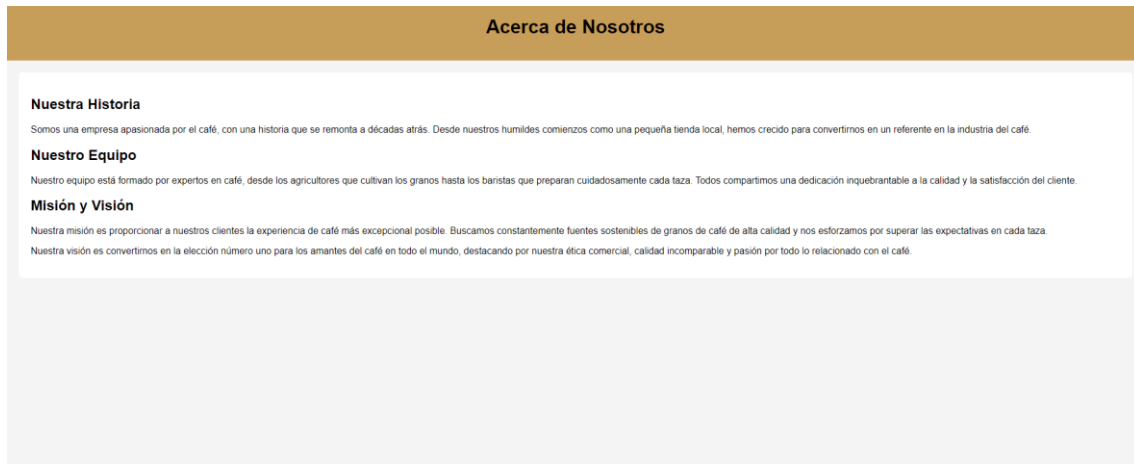 Acerca de Nosotros
Nuestra Historia
Somos una empresa apasionada por el café, con una historia que se remonta a décadas atrás. Desde nuestros humildes comienzos como una pequeña tienda local, hemos crecido para convertirnos en un referente en la industria del café.
Nuestro Equipo
Nuestro equipo está formado por expertos en café, desde los agricultores que cultivan los granos hasta los baristas que preparan cuidadosamente cada taza. Todos compartimos una dedicación inquebrantable a la calidad y la satisfacción del cliente.
Misión y Visión
Nuestra misión es proporcionar a nuestros clientes la experiencia de café más excepcional posible. Buscamos constantemente fuentes sostenibles de granos de café de alta calidad y nos esforzamos por superar las expectativas en cada taza.
Nuestra visión es convertirnos en la elección número uno para los amantes del café en todo el mundo, destacando por nuestra ética comercial, calidad incomparable y pasión por todo lo relacionado con el café.